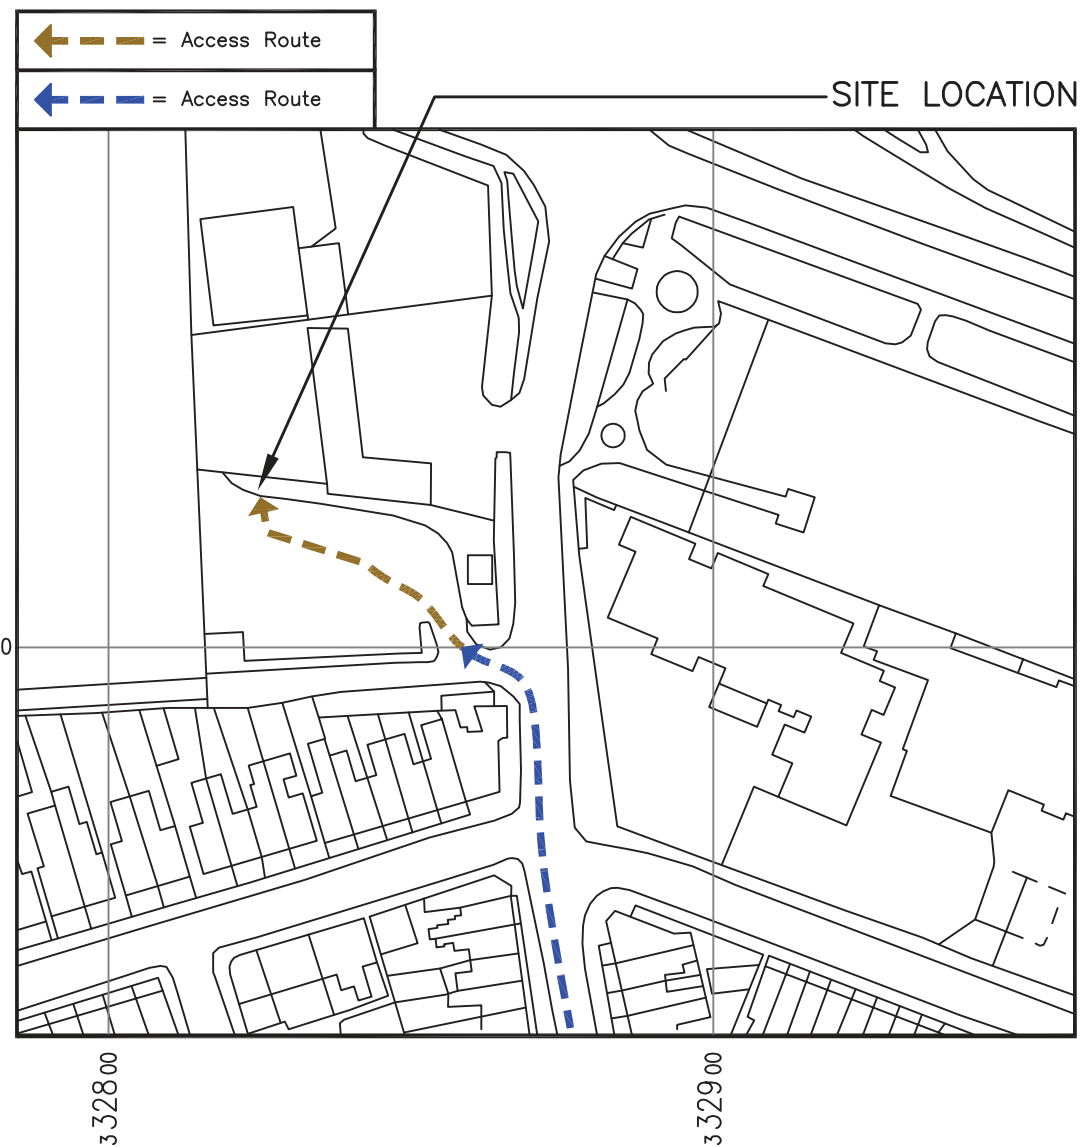 = Access Route
= Access Route
SITE LOCATION
0
332800
332900